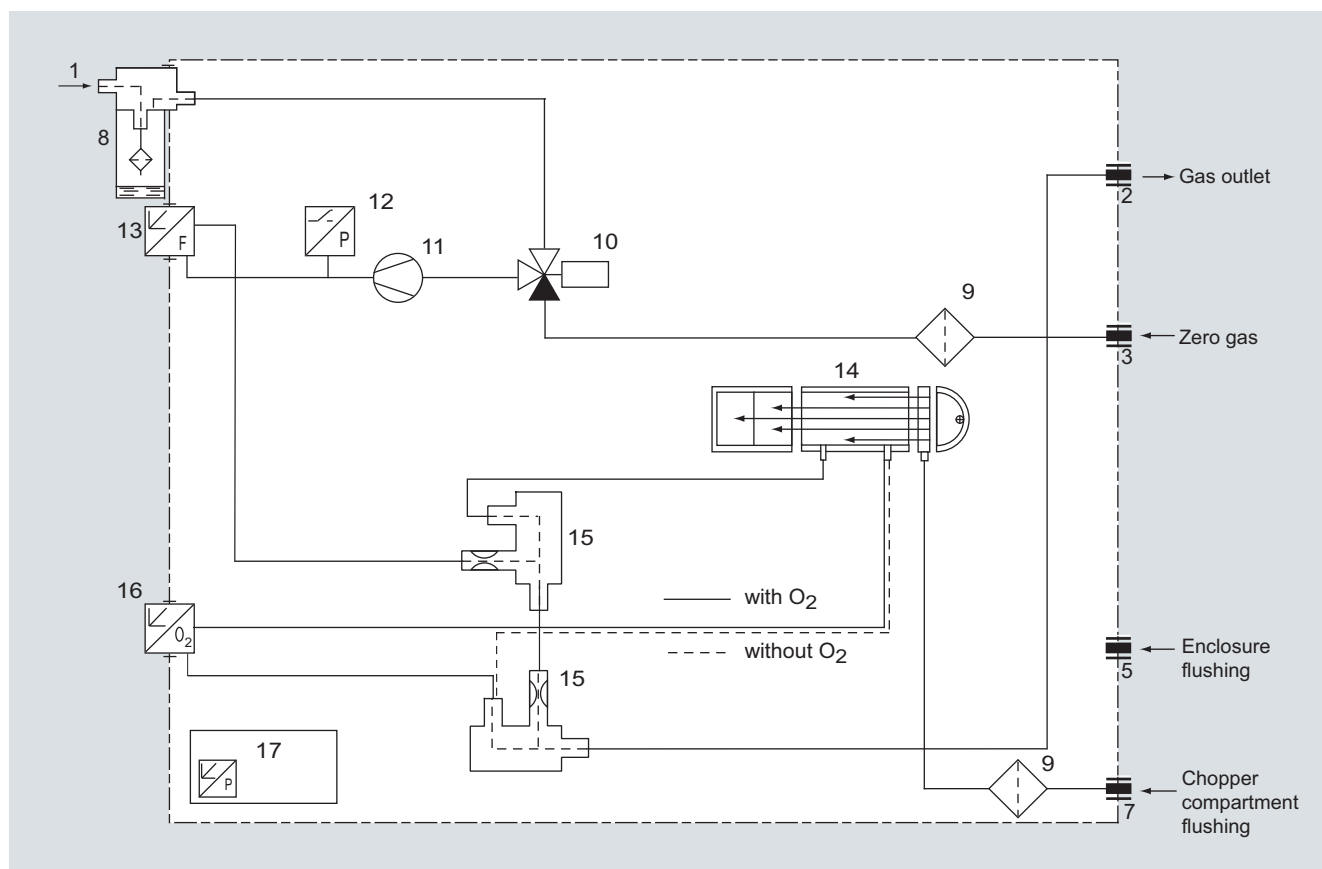 1
8
13
F
12
P
11
10
9
2
Gas outlet
3
Zero gas
14
15
16
O2
with O2
without O2
15
5
Enclosure
flushing
17
P
9
7
Chopper
compartment
flushing